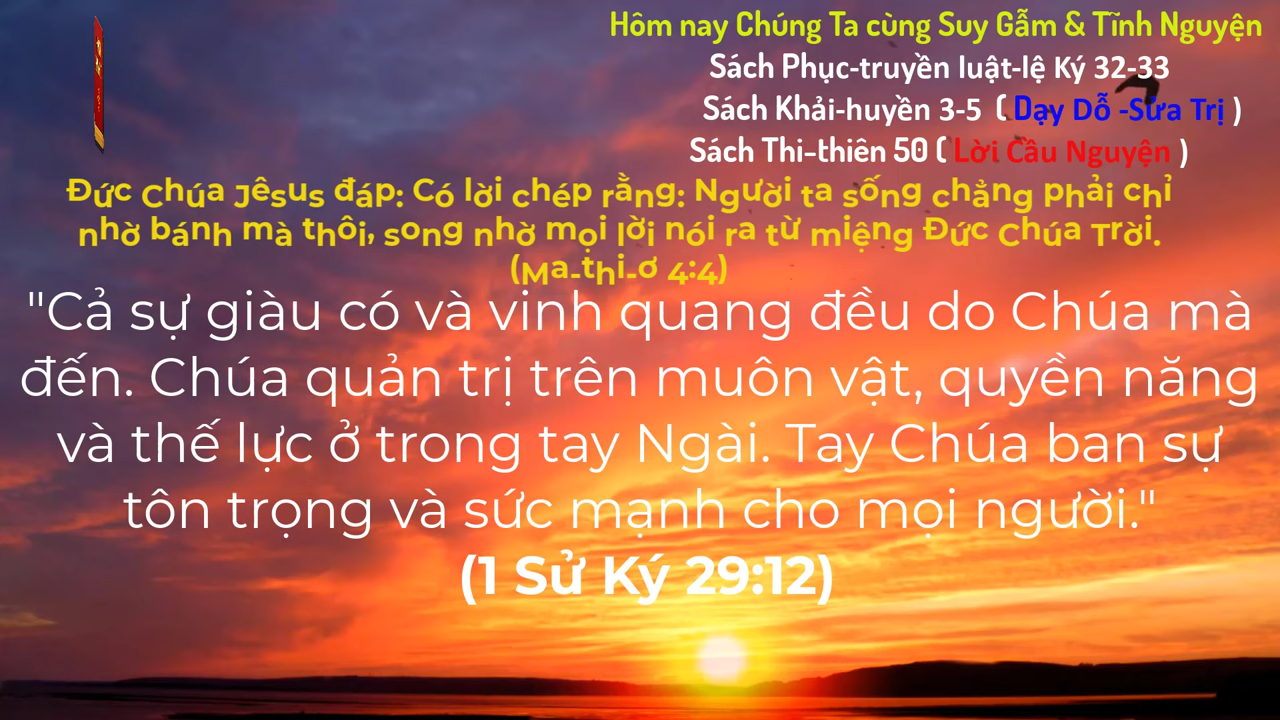 Hôm nay Chúng Ta cùng Suy Gẫm & Tĩnh Nguyện
Sách Phục-truyền luật-lệ Ký 32-33
Sách Khải-huyền 3-5 ( Dạy Dỗ -Sửa Trị )
Sách Thi-thiên 50 ( Lời Cầu Nguyện )
Đức Chúa Jêsus đáp: Có lời chép rằng: Người ta sống chẳng phải chỉ
nhờ bánh mà thôi, song nhờ mọi lời nói ra từ miệng Đức Chúa Trời.
(Ma-thi-ơ 4:4)
"Cả sự giàu có và vinh quang đều do Chúa mà
đến. Chúa quản trị trên muôn vật, quyền năng
và thế lực ở trong tay Ngài. Tay Chúa ban sự
tôn trọng và sức mạnh cho mọi người."
(1 Sử Ký 29:12)